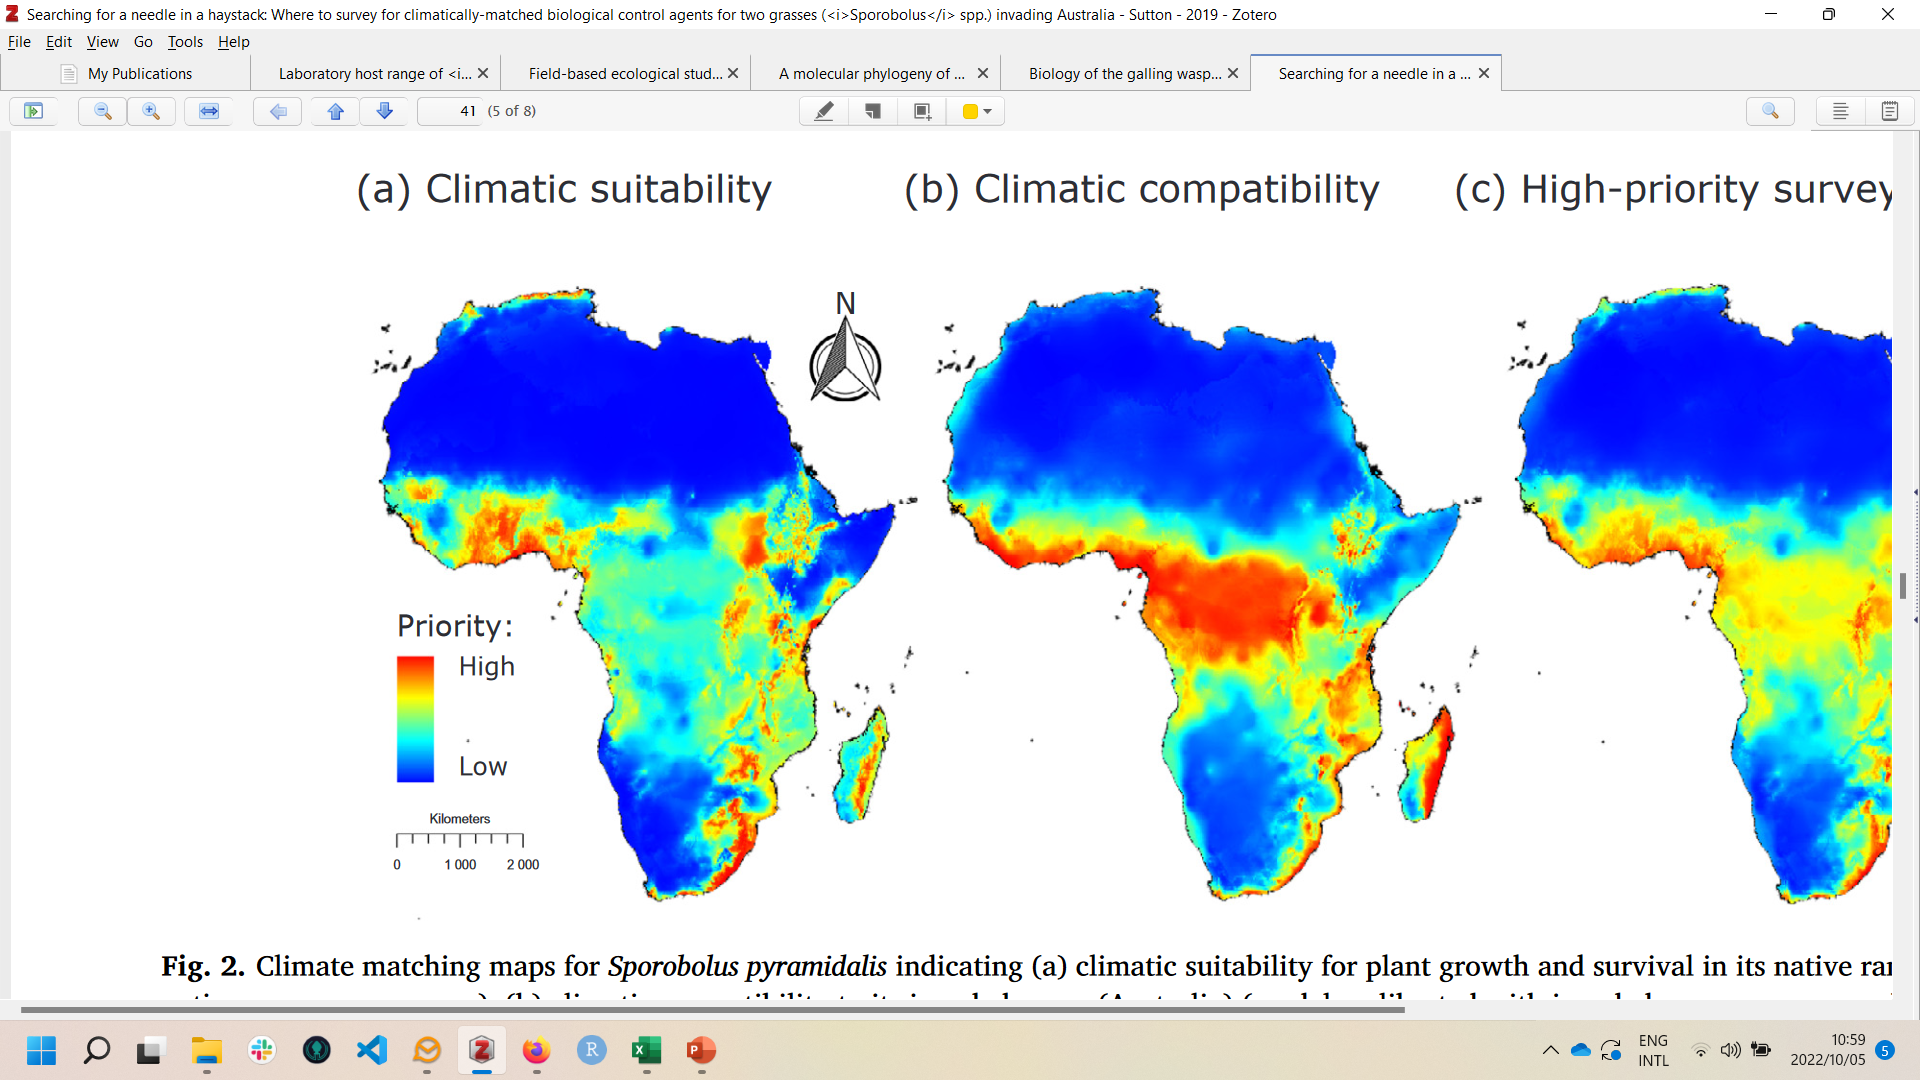 Searching for a needle in a haystack: Where to survey for climatically-matched biological control agents for two grasses (<i>Sporobolus</i> spp.) invading Australia - Sutton - 2019 - Zotero
File Edit View Go Tools Help
My Publications
Laboratory host range of <i...
Field-based ecological stud...
A molecular phylogeny of ...
Biology of the galling wasp...
Searching for a needle in a ...
41 (5 of 8)
(a) Climatic suitability
(b) Climatic compatibility
(c) High-priority survey
N
Priority:
High
Low
Kilometers
0 1 000 2 000
Fig. 2. Climate matching maps for Sporobolus pyramidalis indicating (a) climatic suitability for plant growth and survival in its native
ENG
INTL
10:59
2022/10/05
5